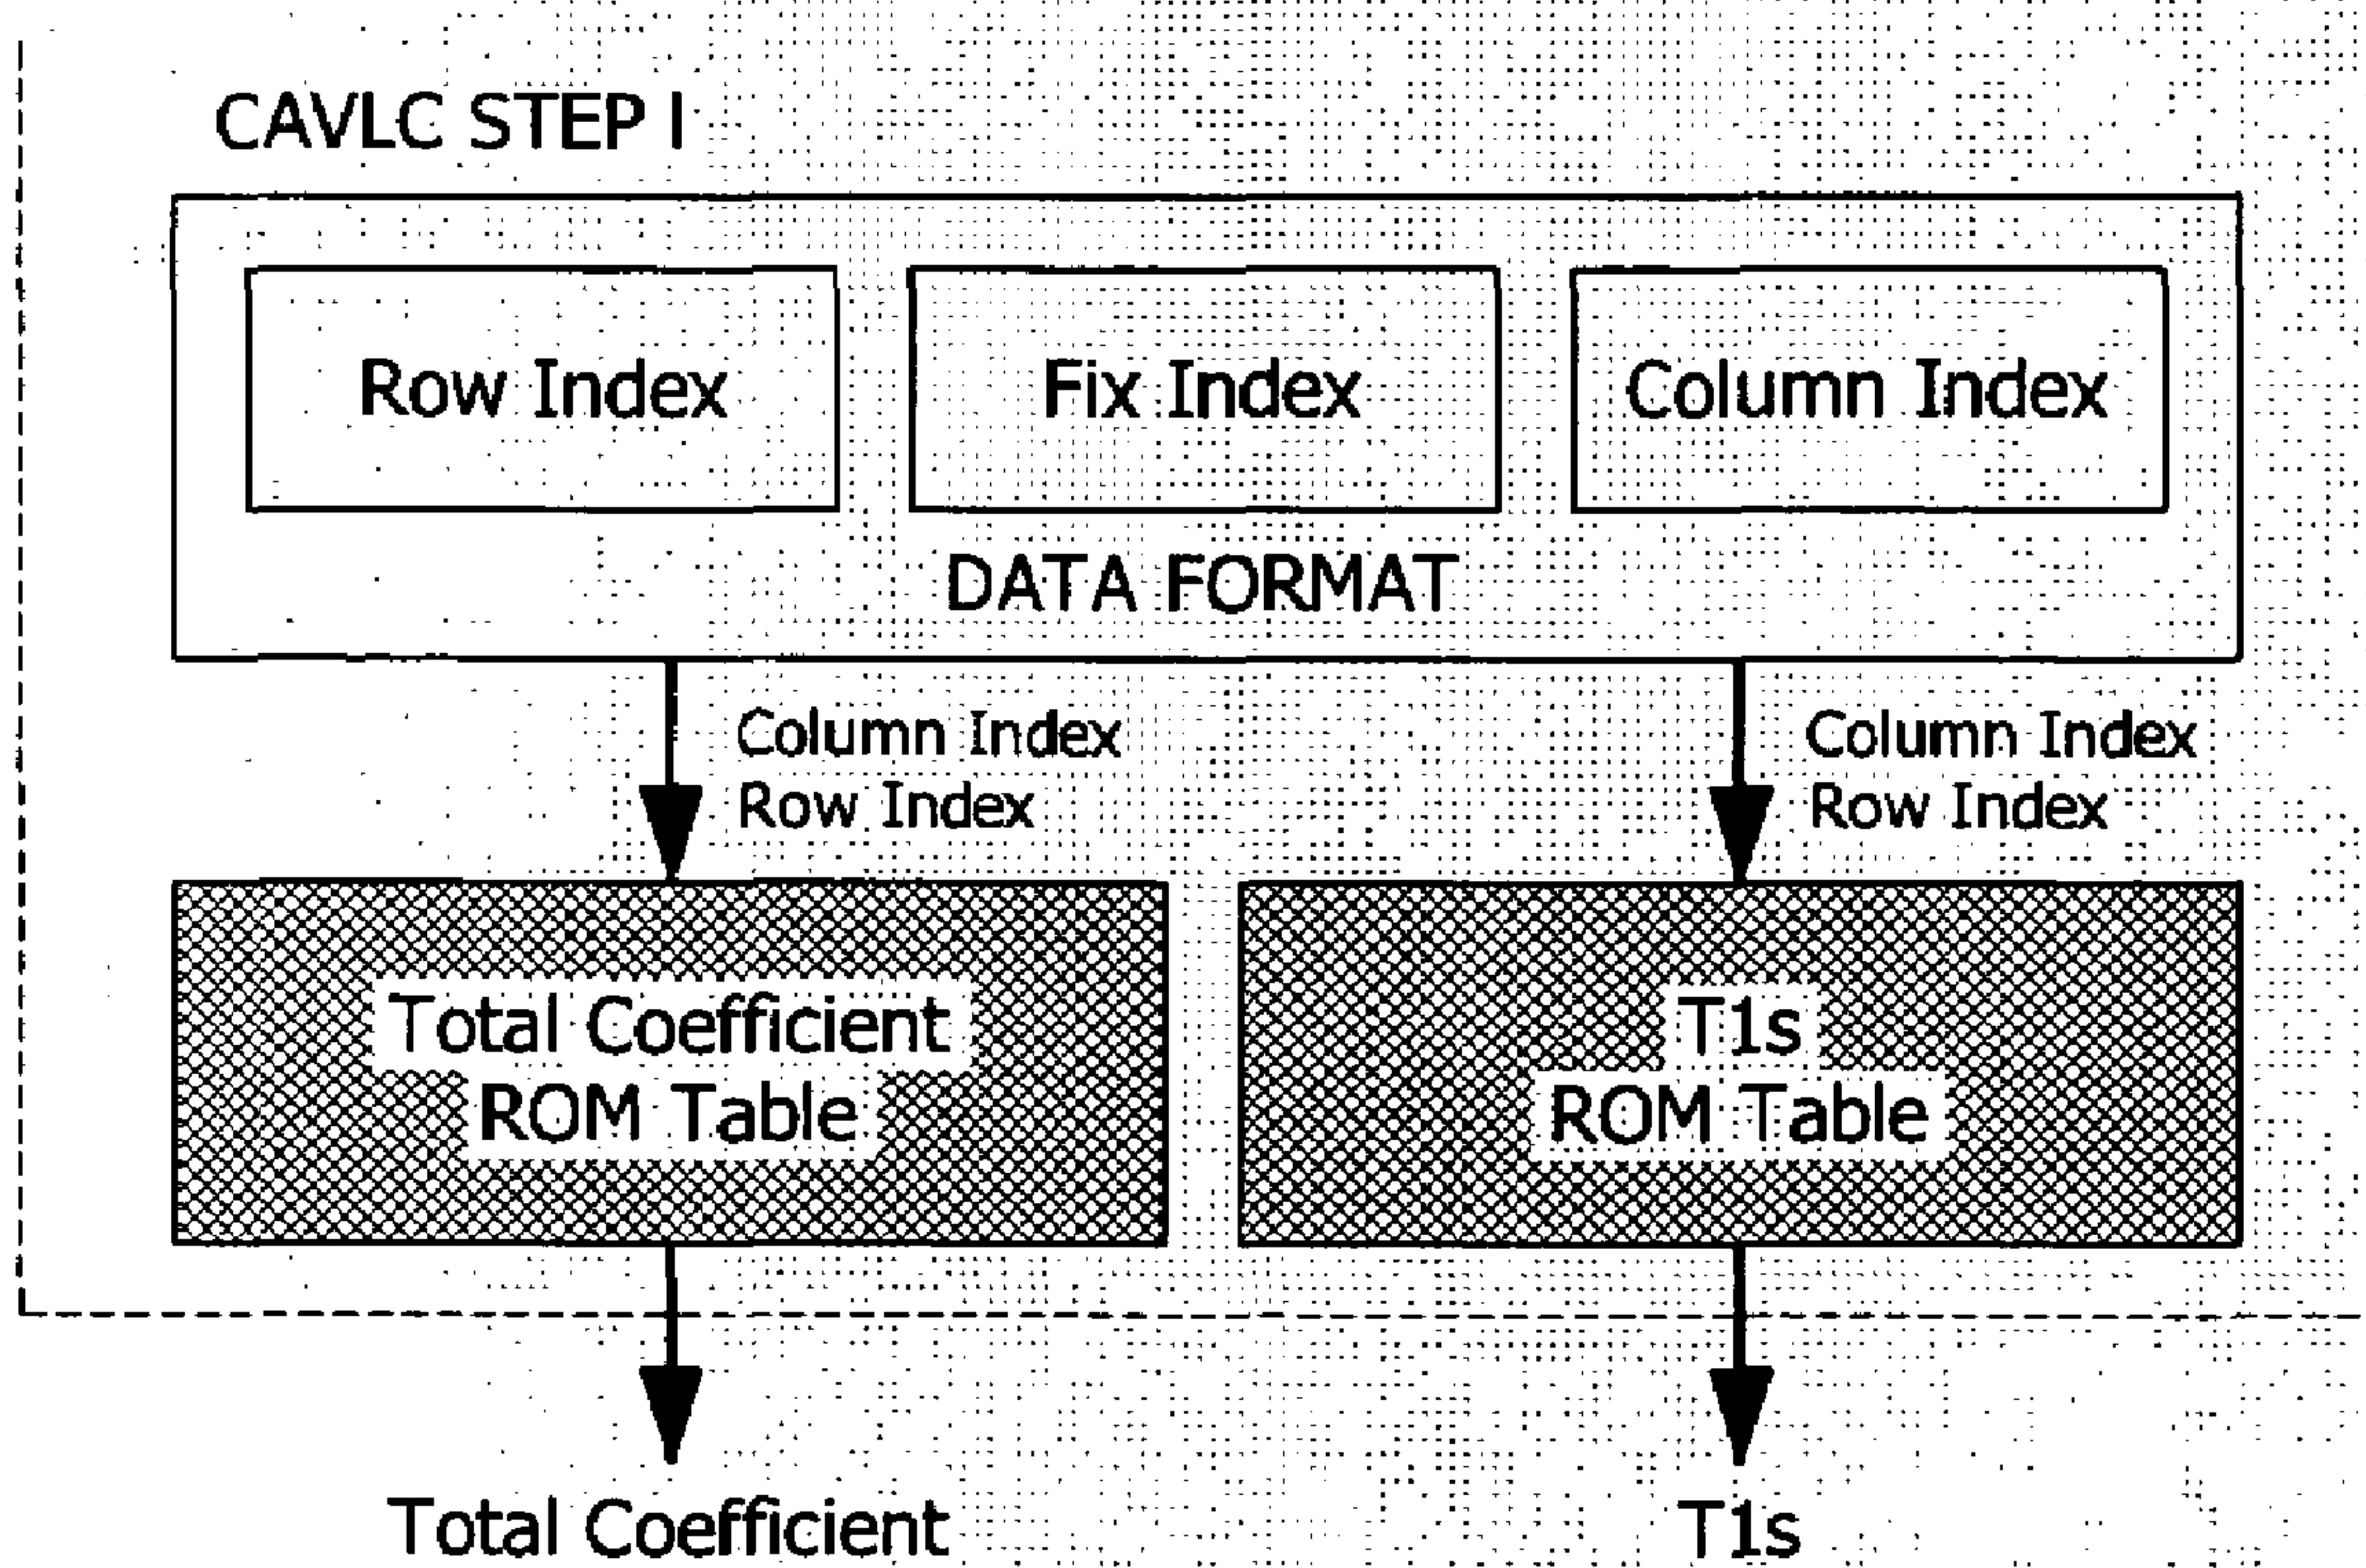 CAVLC STEP I
Row Index
Fix Index
Column Index
DATA FORMAT
Column Index
Row Index
Column Index
Row Index
Total Coefficient
ROM Table
T1s
ROM Table
Total Coefficient
T1s